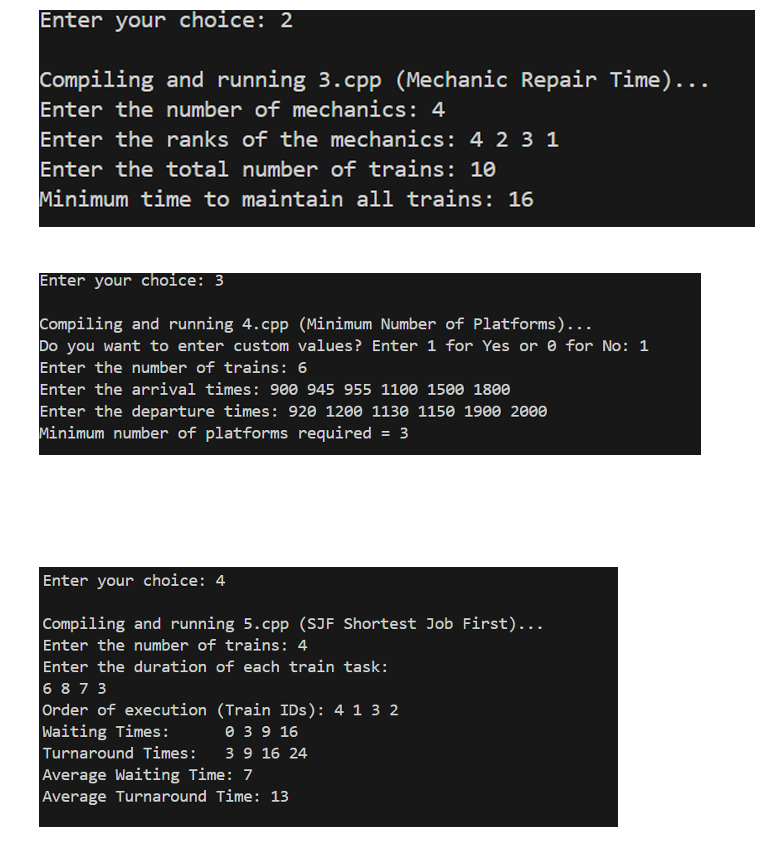 Enter your choice: 2
Compiling and running 3.cpp (Mechanic Repair Time)...
Enter the number of mechanics: 4
Enter the ranks of the mechanics: 4 2 3 1
Enter the total number of trains: 10
Minimum time to maintain all trains: 16
Enter your choice: 3
Compiling and running 4.cpp (Minimum Number of Platforms)...
Do you want to enter custom values? Enter 1 for Yes or 0 for No: 1
Enter the number of trains: 6
Enter the arrival times: 900 945 955 1100 1500 1800
Enter the departure times: 920 1200 1130 1150 1900 2000
Minimum number of platforms required = 3
Enter your choice: 4
Compiling and running 5.cpp (SJF Shortest Job First)...
Enter the number of trains: 4
Enter the duration of each train task:
6 8 7 3
Order of execution (Train IDs): 4 1 3 2
Waiting Times:      0 3 9 16
Turnaround Times:   3 9 16 24
Average Waiting Time: 7
Average Turnaround Time: 13